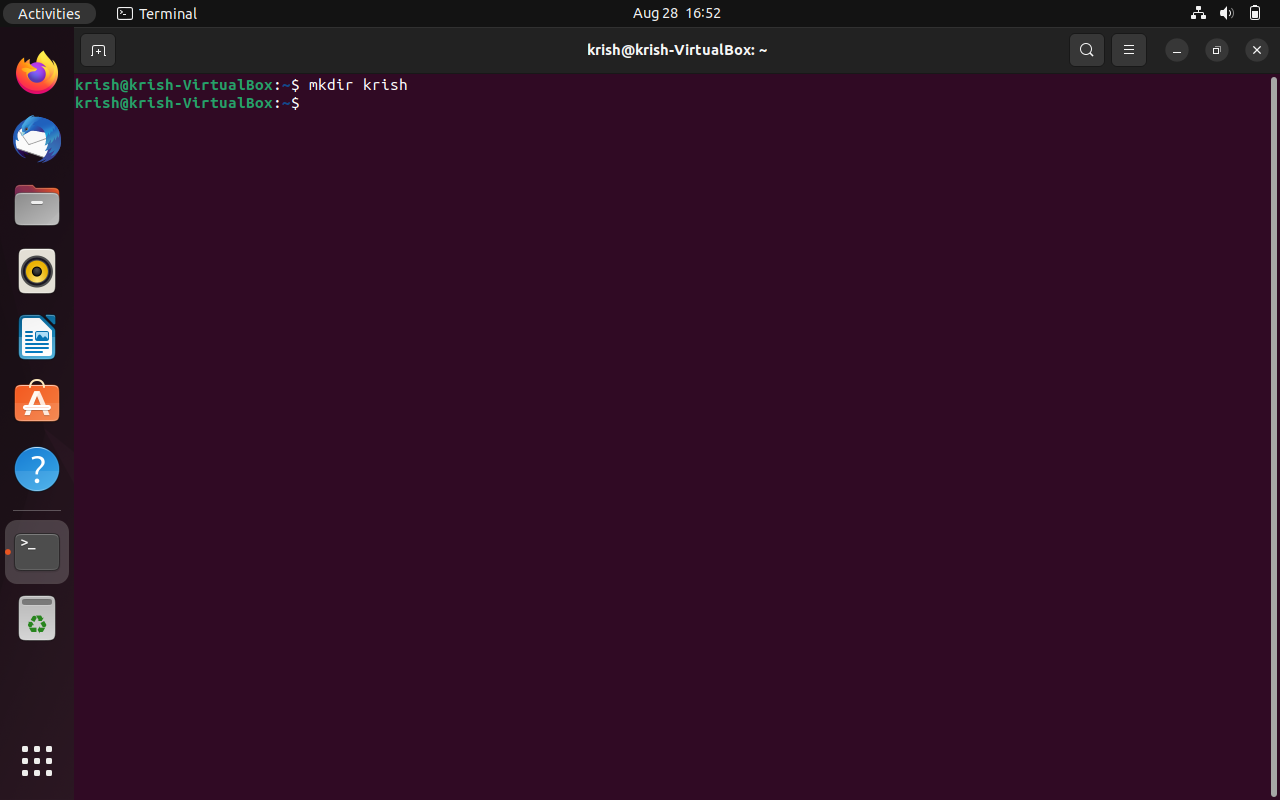 Activities
Terminal
Aug 28 16:52
krish@krish-VirtualBox: ~
krish@krish-VirtualBox:~$ mkdir krish
krish@krish-VirtualBox:~$